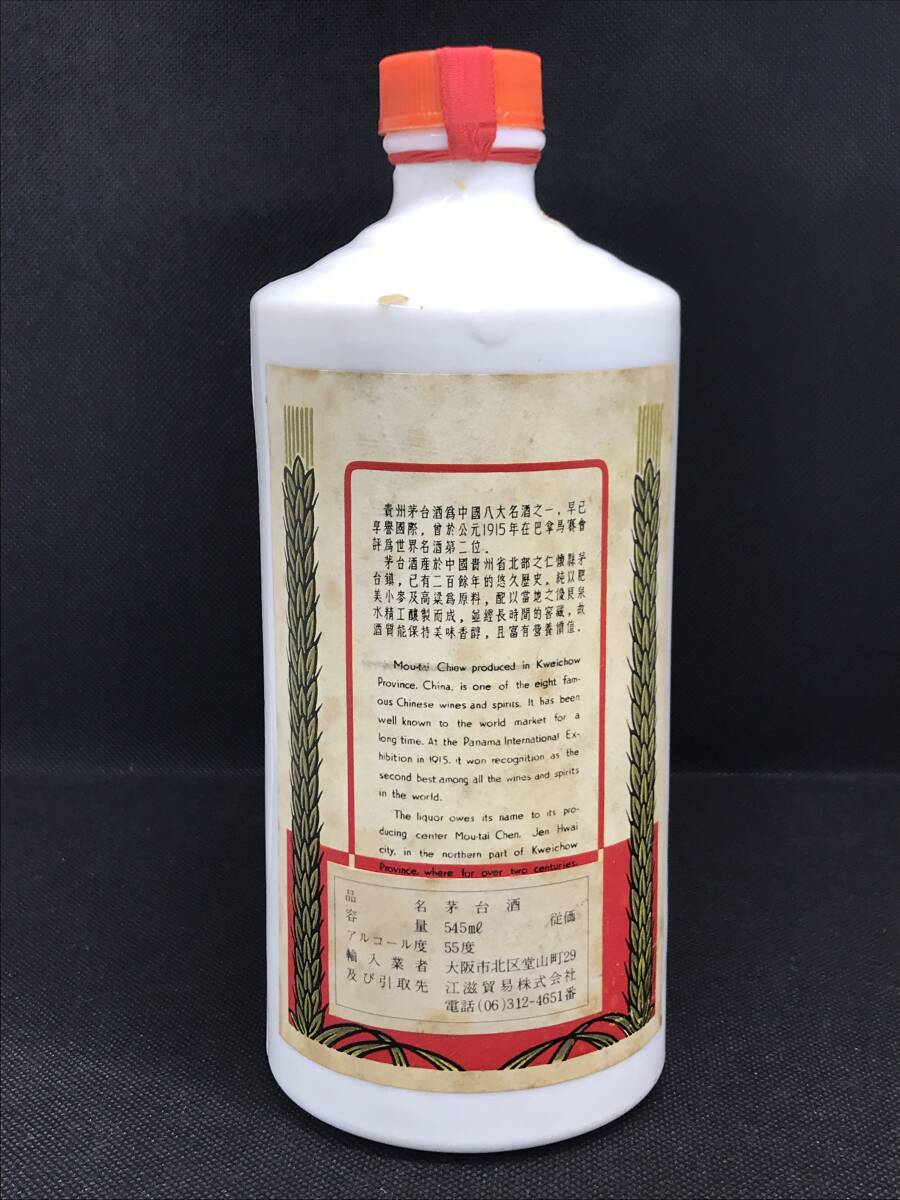 貴州茅台酒爲中國八大名酒之一，早已
享譽國際，曾於公元1915年在巴拿馬賽會
評爲世界名酒第二位．
茅台酒産於中國貴州省北部之仁懷縣茅
台鎮，已有二百餘年的悠久歷史．純以肥
美小麥及高粱爲原料，配以當地之優良泉
水精工釀製而成，並經長時間的窖藏，故
酒質能保持美味香醇，且富有營養價值．
Mou-tai Chiew produced in Kweichow
Province, China, is one of the eight fam-
ous Chinese wines and spirits. It has been
well known to the world market for a
long time. At the Panama International Ex-
hibition in 1915, it won recognition as the
second best among all the wines and spirits
in the world.
The liquor owes its name to its pro-
ducing center Mou-tai Chen, Jen Hwai
city, in the northern part of Kweichow
Province, where for over two centuries,
品名 茅台酒
容量 545㎖ 従価
アルコール度 55度
輸入業者 大阪市北区堂山町29
及び引取先 江滋貿易株式会社
電話(06)312-4651番